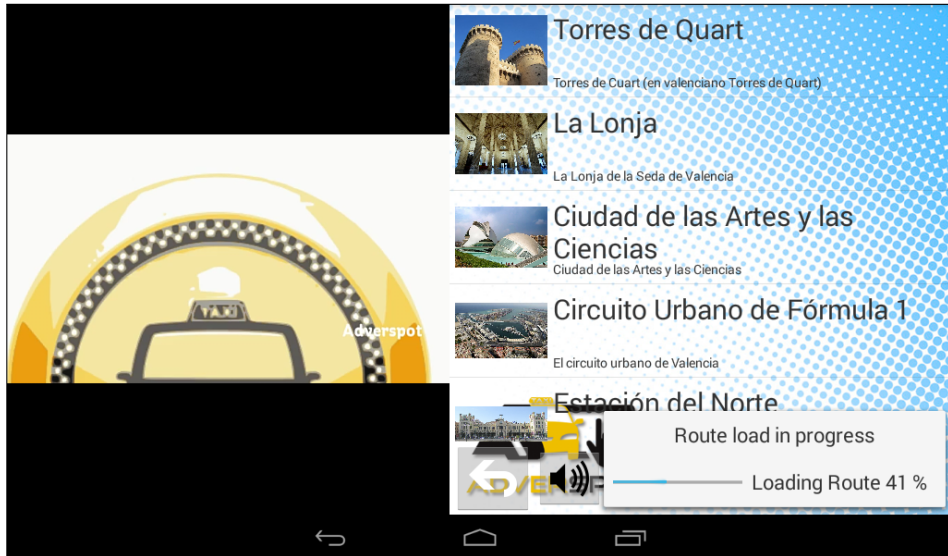 TAXI
Adverspot
Torres de Quart
Torres de Cuart (en valenciano Torres de Quart)
La Lonja
La Lonja de la Seda de Valencia
Ciudad de las Artes y las
Ciencias
Ciudad de las Artes y las Ciencias
Circuito Urbano de Fórmula 1
El circuito urbano de Valencia
Estación del Norte
Route load in progress
Loading Route 41 %